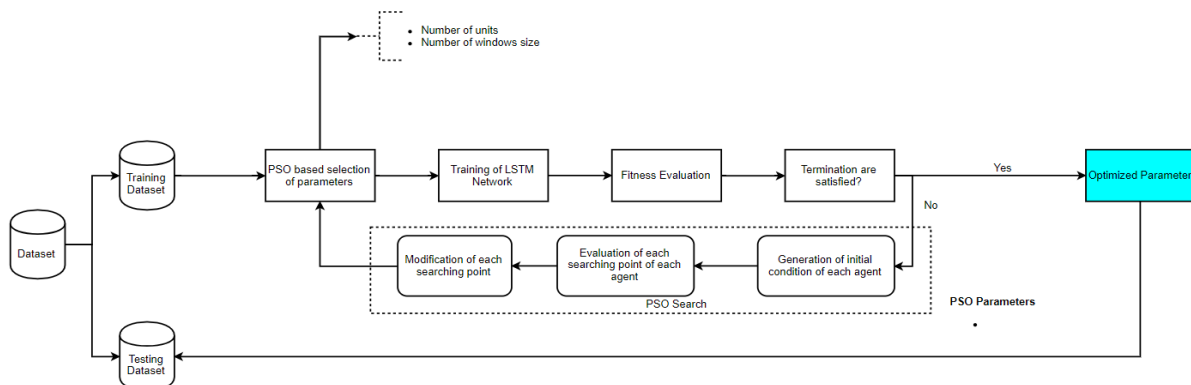 • Number of units
• Number of windows size
Training
Dataset
PSO based selection
of parameters
Training of LSTM
Network
Fitness Evaluation
Termination are
satisfied?
Yes
Optimized Parameter
No
Dataset
Modification of each
searching point
Evaluation of each
searching point of each
agent
Generation of initial
condition of each agent
PSO Search
PSO Parameters
•
Testing
Dataset